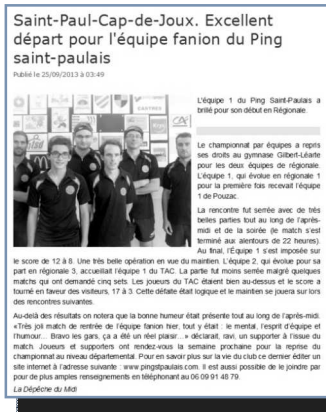 Saint-Paul-Cap-de-Joux. Excellent
départ pour l'équipe fanion du Ping
saint-paulais
Publié le 25/09/2013 à 03:49
L'équipe 1 du Ping Saint-Paulais a
brillé pour son début en Régionale.
Le championnat par équipes a repris
ses droits au gymnase Gilbert-Léarte
pour les deux équipes de régionale.
L'équipe 1, qui évolue en régionale 1
pour la première fois recevait l'équipe
1 de Pouzac.
La rencontre fut serrée avec de très
belles parties tout au long de l'après-
midi et de la soirée (le match s'est
terminé aux alentours de 22 heures).
Au final, l'Équipe 1 s'est imposée sur
le score de 12 à 8. Une très belle opération en vue du maintien. L'équipe 2, qui évolue pour sa
part en régionale 3, accueillait l'équipe 1 du TAC. La partie fut moins serrée malgré quelques
matchs qui ont demandé cinq sets. Les joueurs du TAC étaient bien au-dessus et le score a
tourné en faveur des visiteurs, 17 à 3. Cette défaite était logique et le maintien se jouera sur lors
des rencontres suivantes.
Au-delà des résultats on notera que la bonne humeur était présente tout au long de l'après-midi.
«Très joli match de rentrée de l'équipe fanion hier, tout y était : le mental, l'esprit d'équipe et
l'humour... Bravo les gars, ça a été un réel plaisir...» déclarait, ravi, un supporter à l'issue du
match. Joueurs et supporters ont rendez-vous la semaine prochaine pour la reprise du
championnat au niveau départemental. Pour en savoir plus sur la vie du club ce dernier éditer un
site internet à l'adresse suivante : www.pingstpaulais.com. Il est aussi possible de le joindre par
pour de plus amples renseignements en téléphonant au 06 09 91 48 79.
La Dépêche du Midi